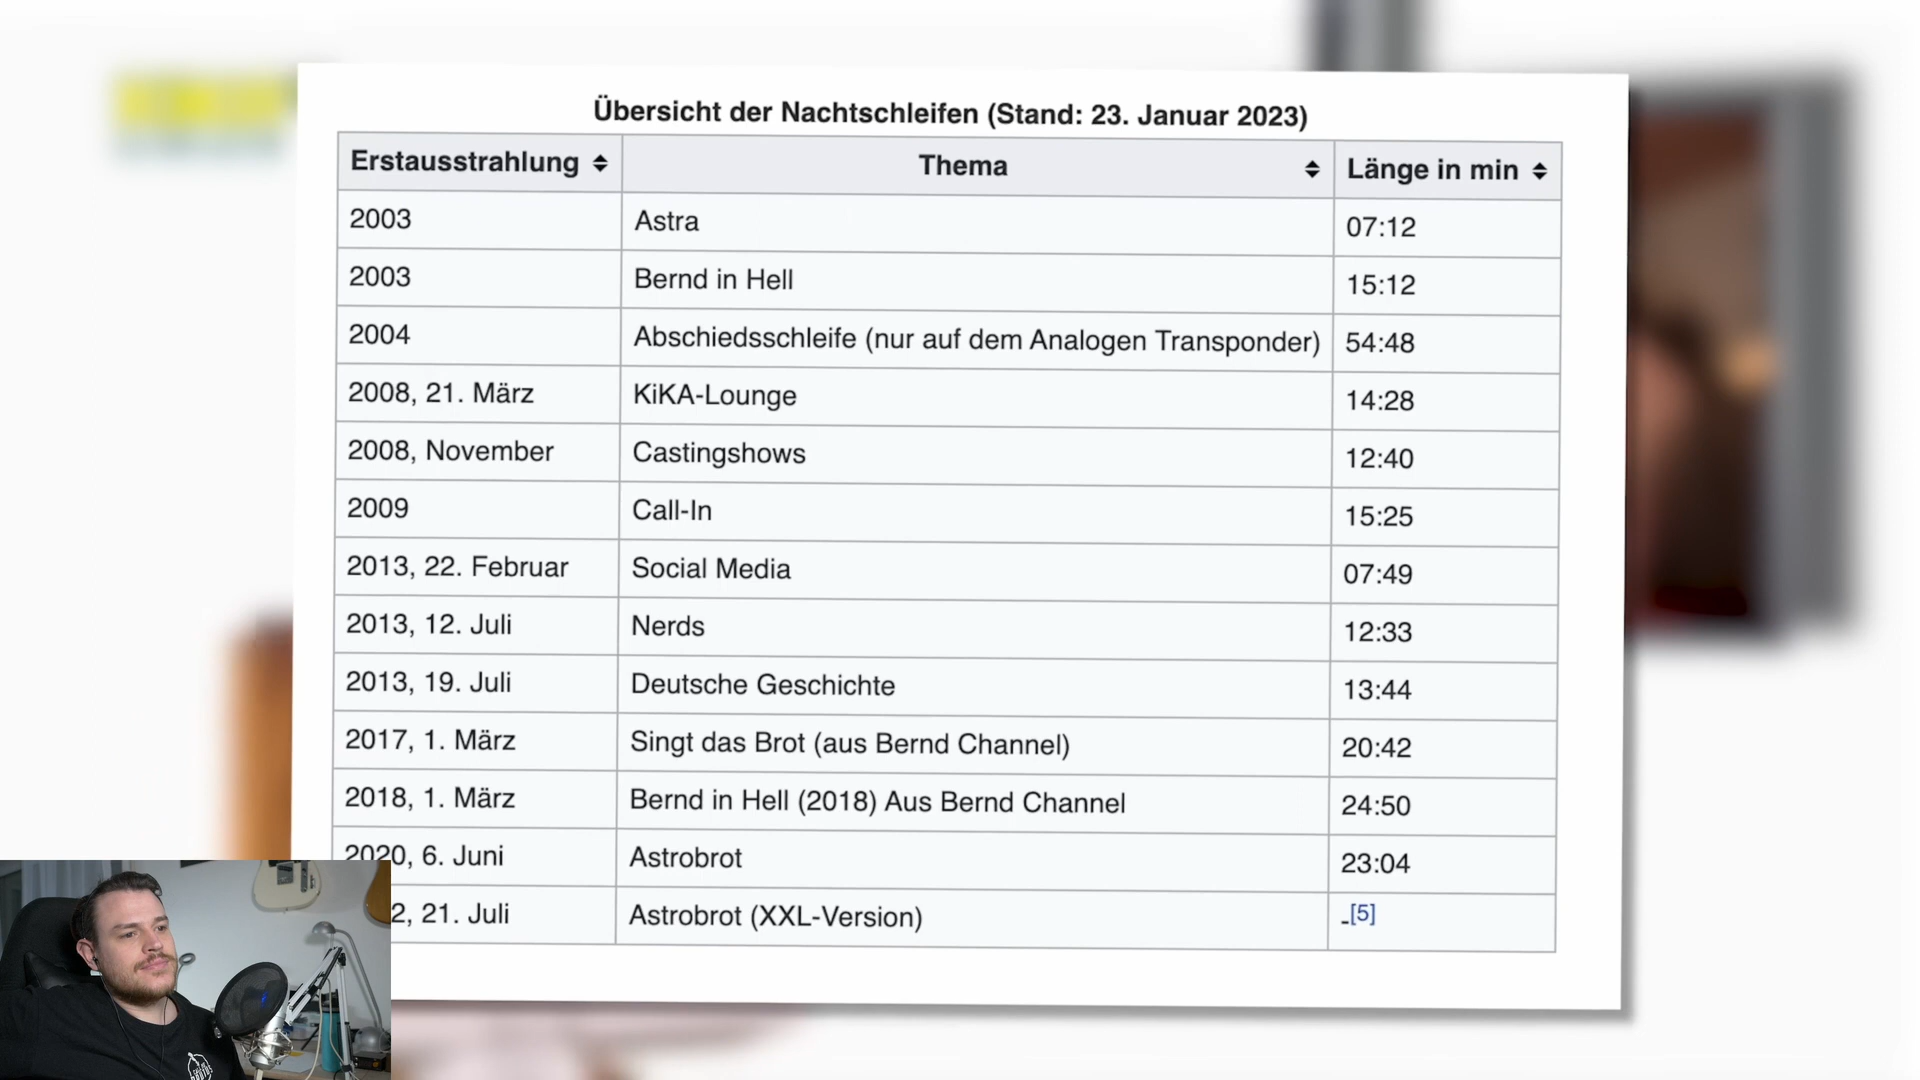 Übersicht der Nachtschleifen (Stand: 23. Januar 2023)
Erstausstrahlung Thema Länge in min
2003 Astra 07:12
2003 Bernd in Hell 15:12
2004 Abschiedsschleife (nur auf dem Analogen Transponder) 54:48
2008, 21. März KiKA-Lounge 14:28
2008, November Castingshows 12:40
2009 Call-In 15:25
2013, 22. Februar Social Media 07:49
2013, 12. Juli Nerds 12:33
2013, 19. Juli Deutsche Geschichte 13:44
2017, 1. März Singt das Brot (aus Bernd Channel) 20:42
2018, 1. März Bernd in Hell (2018) Aus Bernd Channel 24:50
2020, 6. Juni Astrobrot 23:04
2, 21. Juli Astrobrot (XXL-Version) -[5]